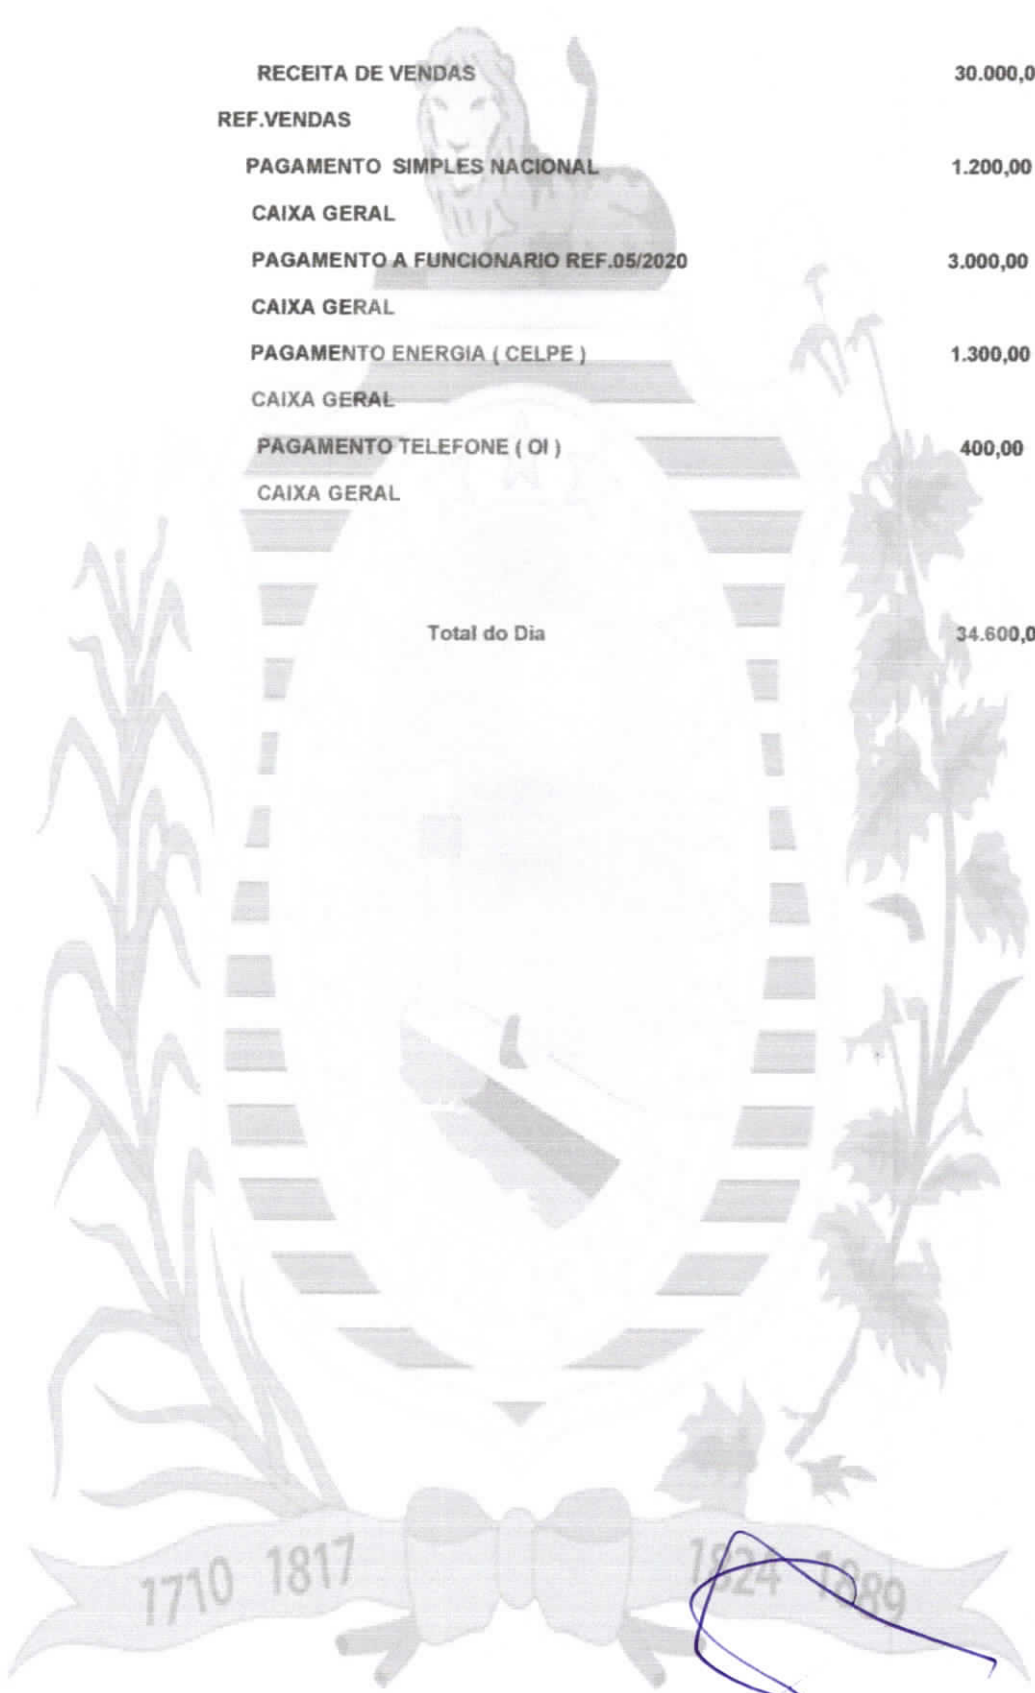 RECEITA DE VENDAS 30.000,0
REF.VENDAS
PAGAMENTO SIMPLES NACIONAL 1.200,00
CAIXA GERAL
PAGAMENTO A FUNCIONARIO REF.05/2020 3.000,00
CAIXA GERAL
PAGAMENTO ENERGIA ( CELPE ) 1.300,00
CAIXA GERAL
PAGAMENTO TELEFONE ( OI ) 400,00
CAIXA GERAL
Total do Dia 34.600,0
1710 1817 1824 1889